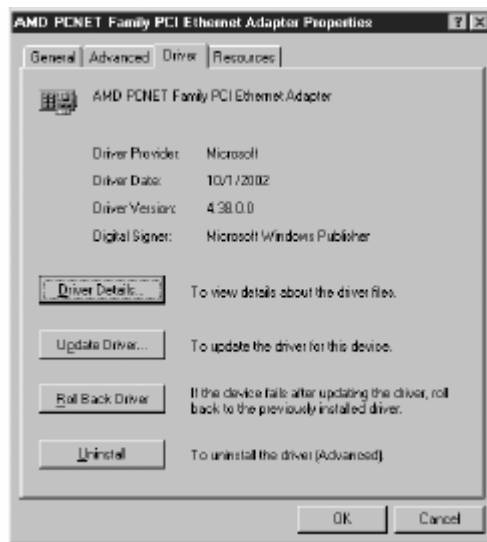 AMD PCNET Family PCI Ethernet Adapter Properties
General Advanced Driver Resources
AMD PCNET Family PCI Ethernet Adapter
Driver Provider: Microsoft
Driver Date: 10/1/2002
Driver Version: 4.38.0.0
Digital Signer: Microsoft Windows Publisher
Driver Details... To view details about the driver files.
Update Driver... To update the driver for this device.
Roll Back Driver If the device fails after updating the driver, roll
back to the previously installed driver.
Uninstall To uninstall the driver (Advanced).
OK Cancel